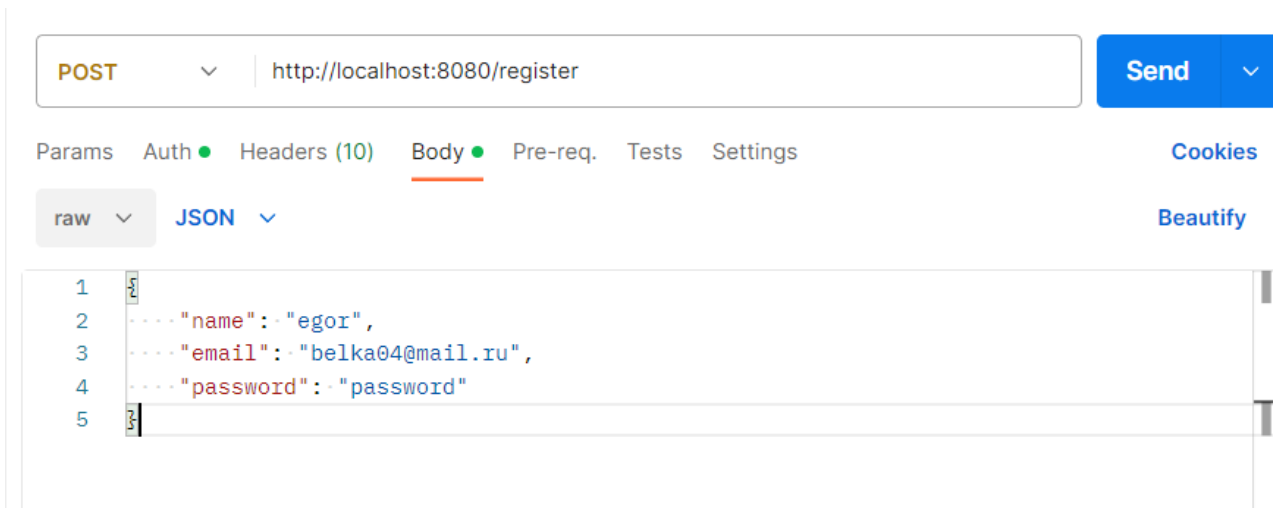 POST http://localhost:8080/register Send
Params Auth Headers (10) Body Pre-req. Tests Settings Cookies
raw JSON Beautify
1 {
2 "name": "egor",
3 "email": "belka04@mail.ru",
4 "password": "password"
5 }